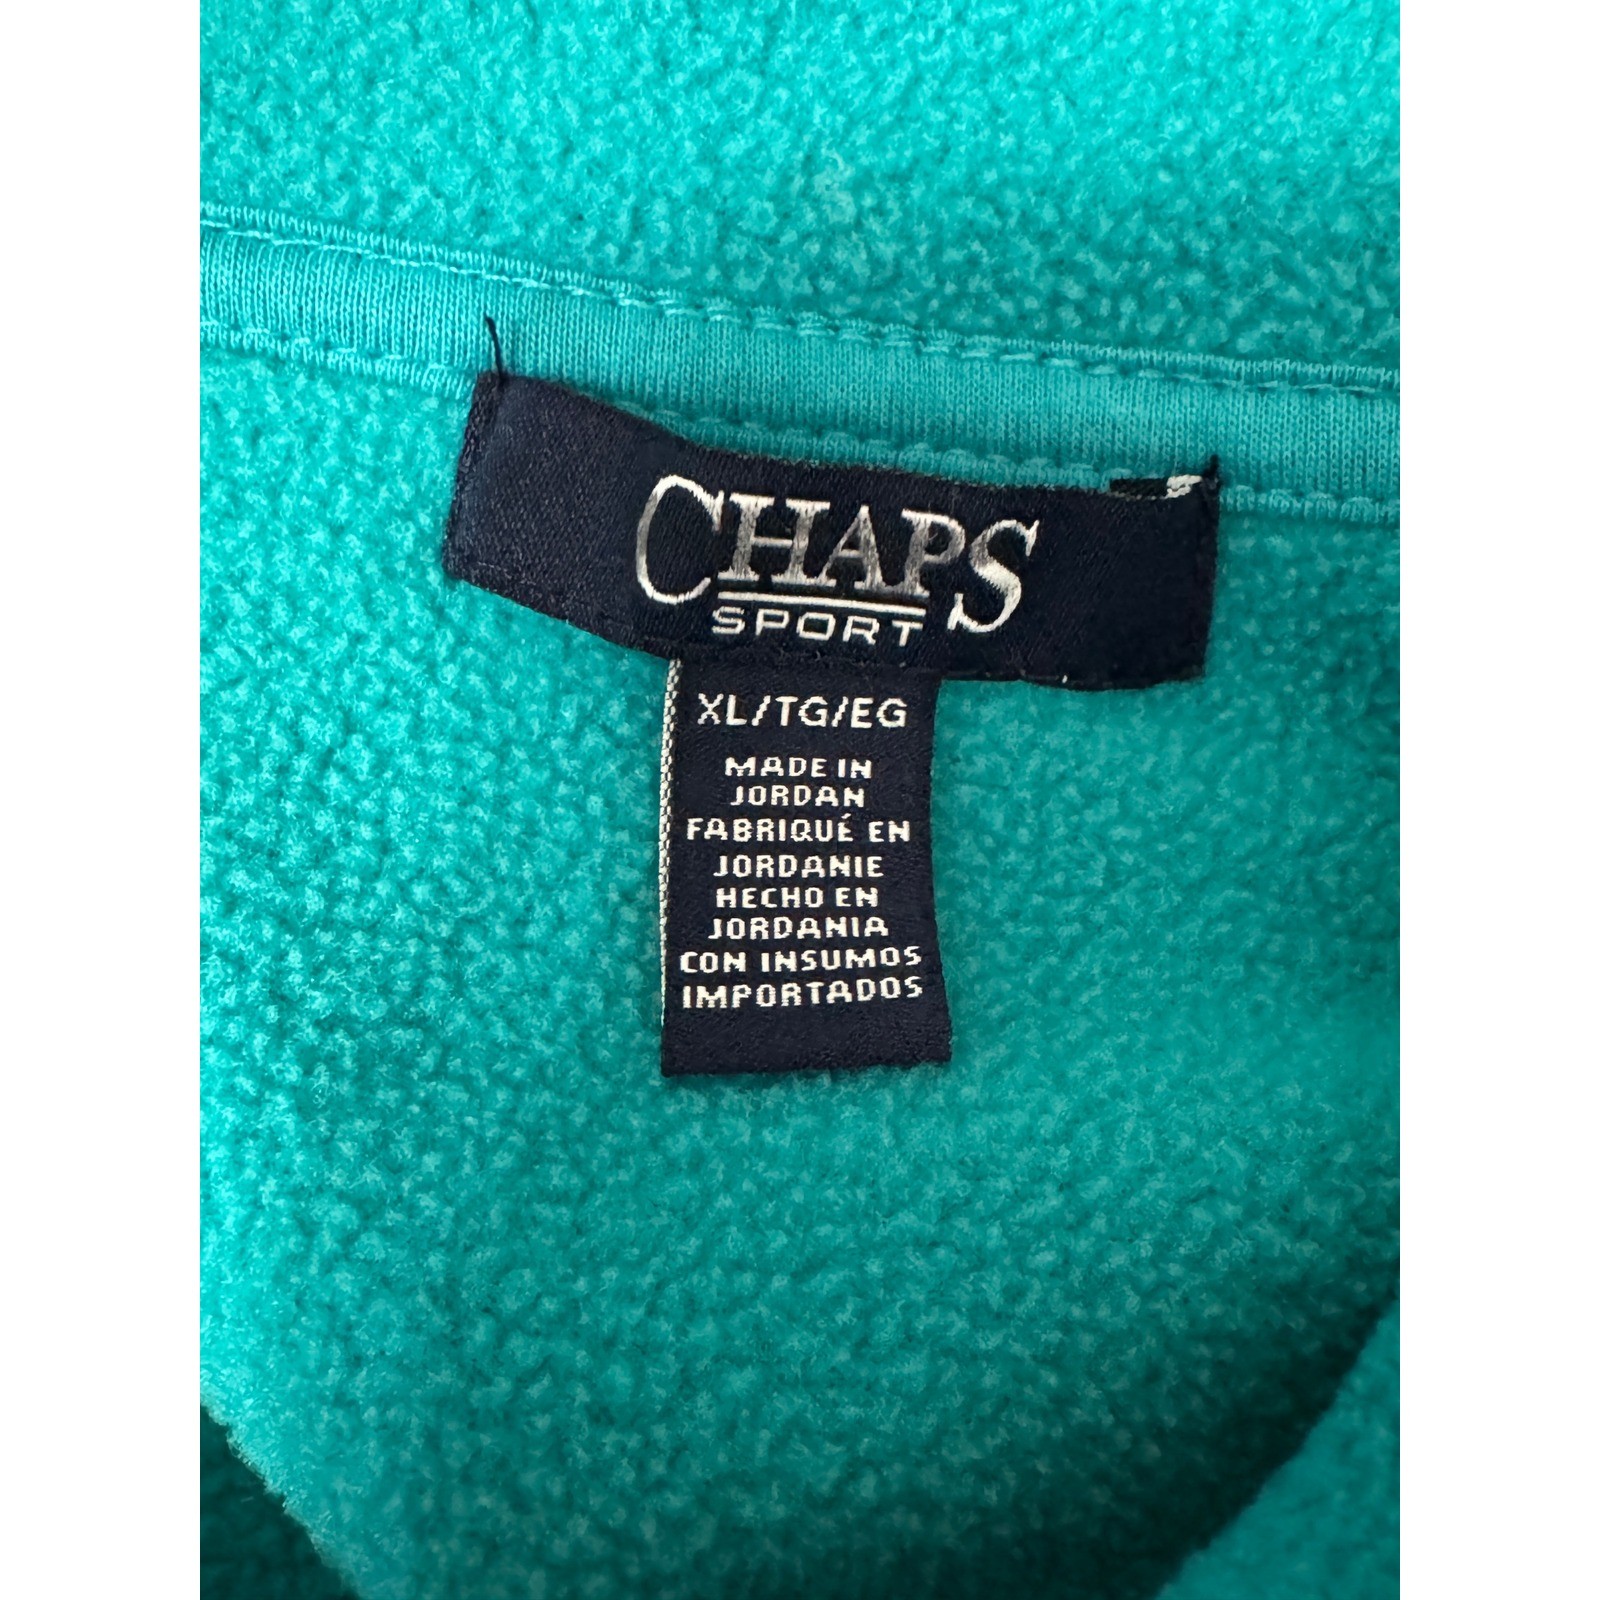 CHAPS
SPORT
XL/TG/EG
MADE IN
JORDAN
FABRIQUÉ EN
JORDANIE
HECHO EN
JORDANIA
CON INSUMOS
IMPORTADOS